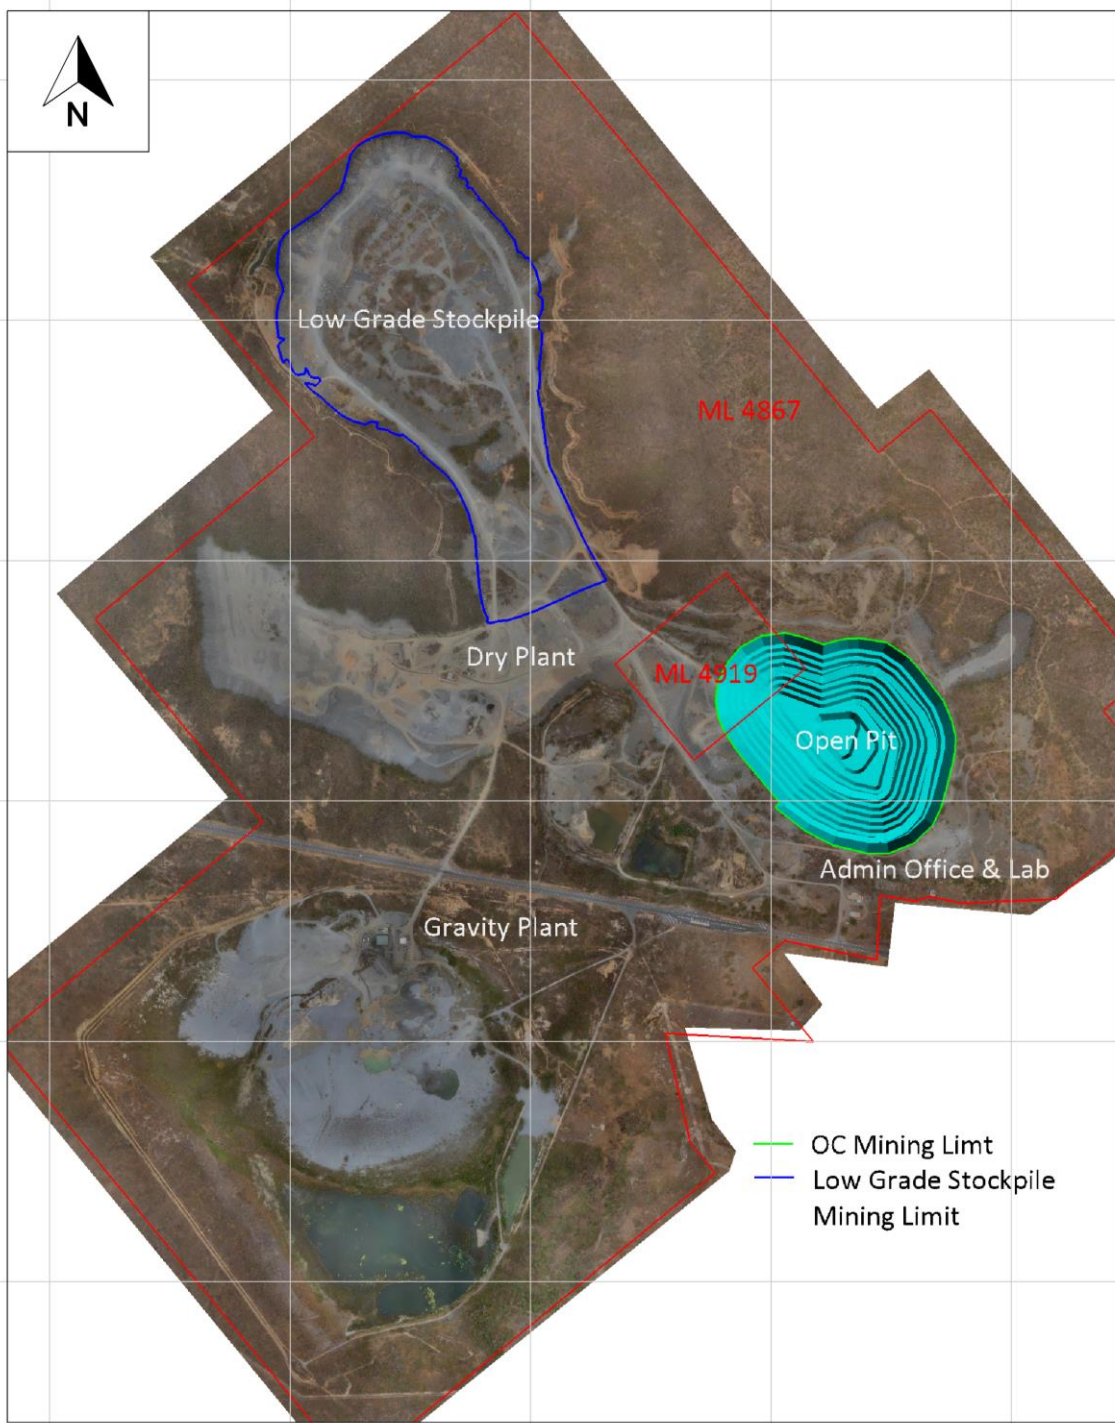 N
Low Grade Stockpile
ML 4867
Dry Plant
ML 4919
Open Pit
Admin Office & Lab
Gravity Plant
OC Mining Limt
Low Grade Stockpile
Mining Limit